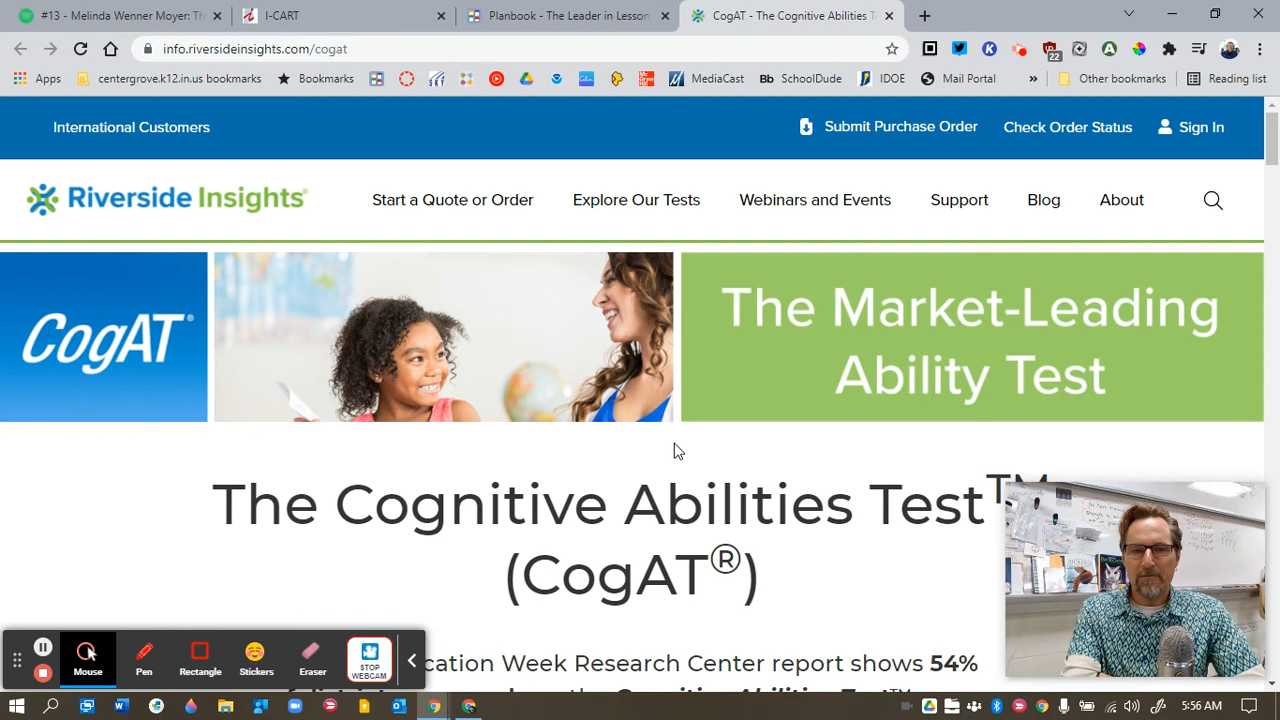 #13 - Melinda Wenner Moyer: Th
I-CART
Planbook - The Leader in Lesson
CogAT - The Cognitive Abilities T
info.riversideinsights.com/cogat
22
Apps
centergrove.k12.in.us bookmarks
Bookmarks
MediaCast
Bb SchoolDude
IDOE
Mail Portal
»
Other bookmarks
Reading list
International Customers
Submit Purchase Order
Check Order Status
Sign In
Riverside Insights®
Start a Quote or Order
Explore Our Tests
Webinars and Events
Support
Blog
About
CogAT®
The Market-Leading
Ability Test
The Cognitive Abilities Test™
(CogAT®)
cation Week Research Center report shows 54%
Mouse
Pen
Rectangle
Stickers
Eraser
STOP
WEBCAM
5:56 AM